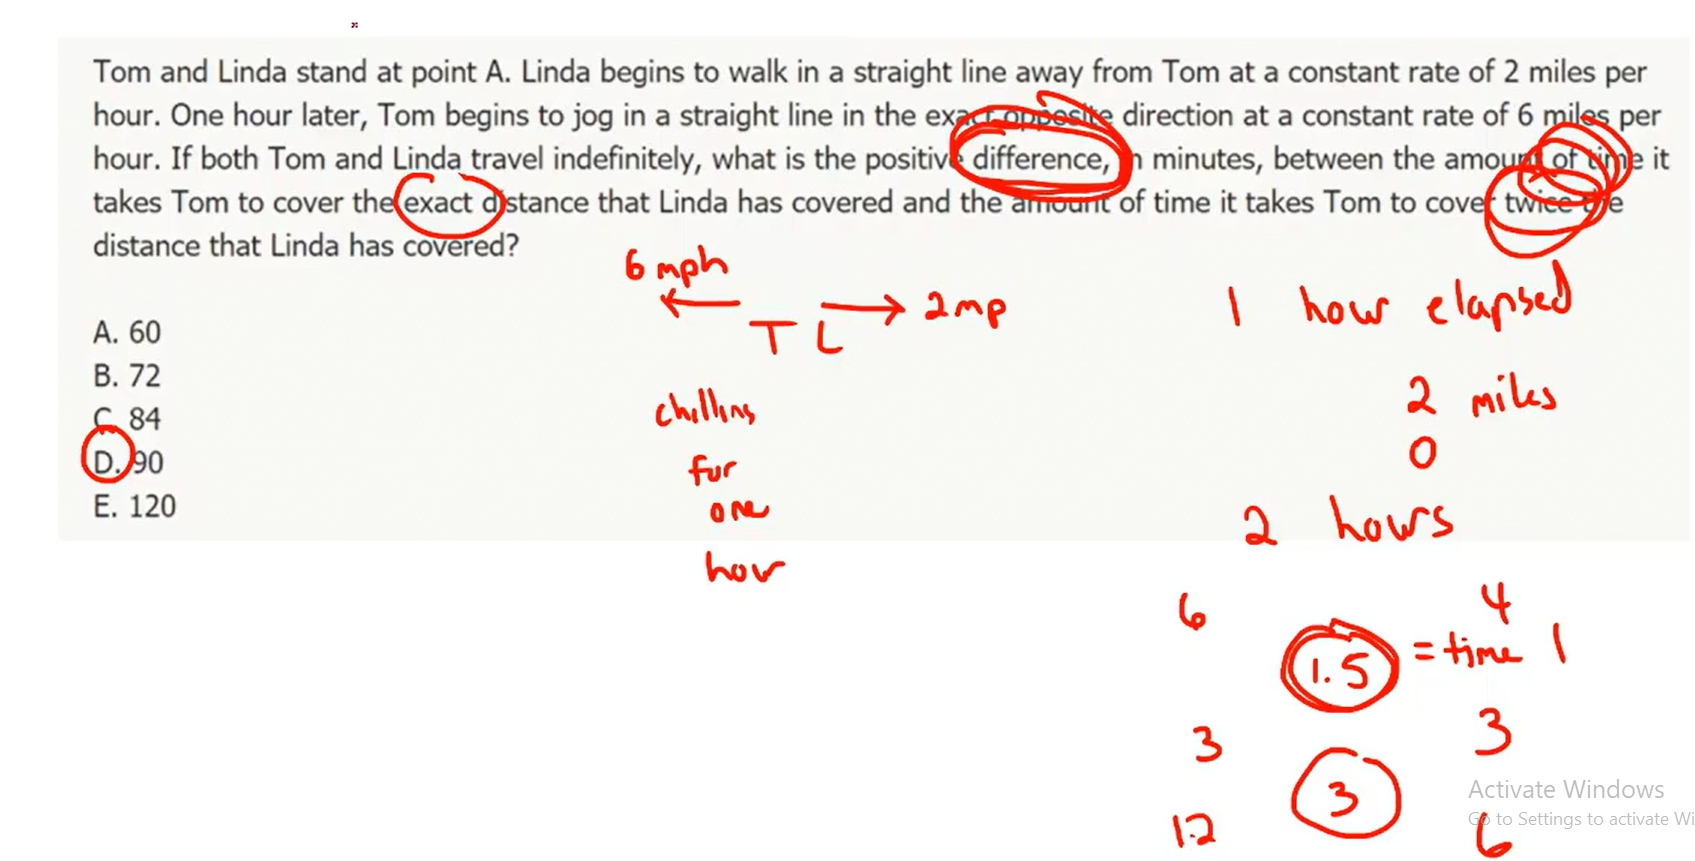 Tom and Linda stand at point A. Linda begins to walk in a straight line away from Tom at a constant rate of 2 miles per
hour. One hour later, Tom begins to jog in a straight line in the exact opposite direction at a constant rate of 6 miles per
hour. If both Tom and Linda travel indefinitely, what is the positive difference, in minutes, between the amount of time it
takes Tom to cover the exact distance that Linda has covered and the amount of time it takes Tom to cover twice the
distance that Linda has covered?
A. 60
B. 72
C. 84
D. 90
E. 120
6 mph
2 mp
T L
chilling
for
one
hour
1 hour elapsed
2 miles
0
2 hours
6 4
1.5 = time 1
3 3
3
12 6
Activate Windows
Go to Settings to activate Wi